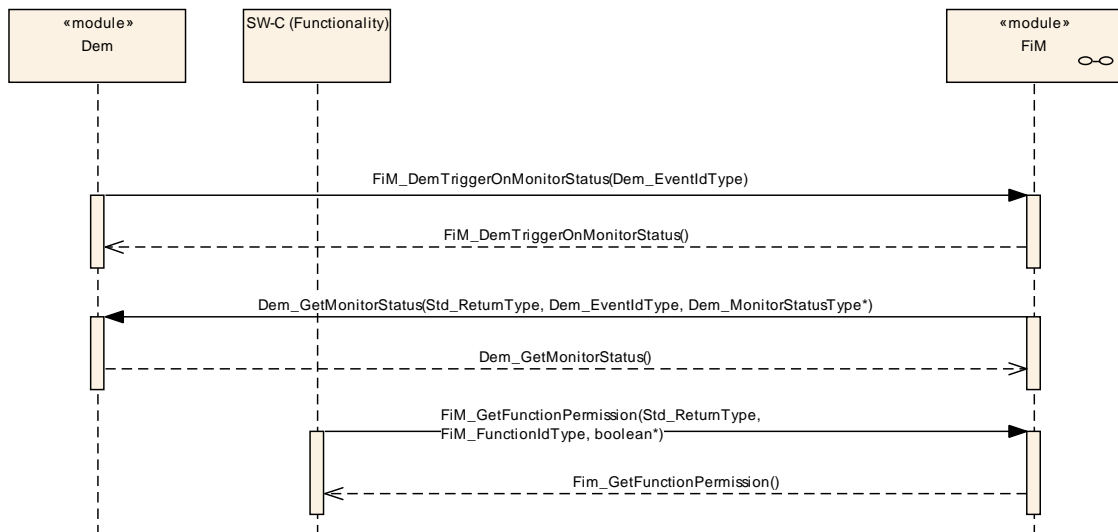 «module»
Dem
SW-C (Functionality)
«module»
FiM
FiM_DemTriggerOnMonitorStatus(Dem_EventIdType)
FiM_DemTriggerOnMonitorStatus()
Dem_GetMonitorStatus(Std_ReturnType, Dem_EventIdType, Dem_MonitorStatusType*)
Dem_GetMonitorStatus()
FiM_GetFunctionPermission(Std_ReturnType,
FiM_FunctionIdType, boolean*)
Fim_GetFunctionPermission()